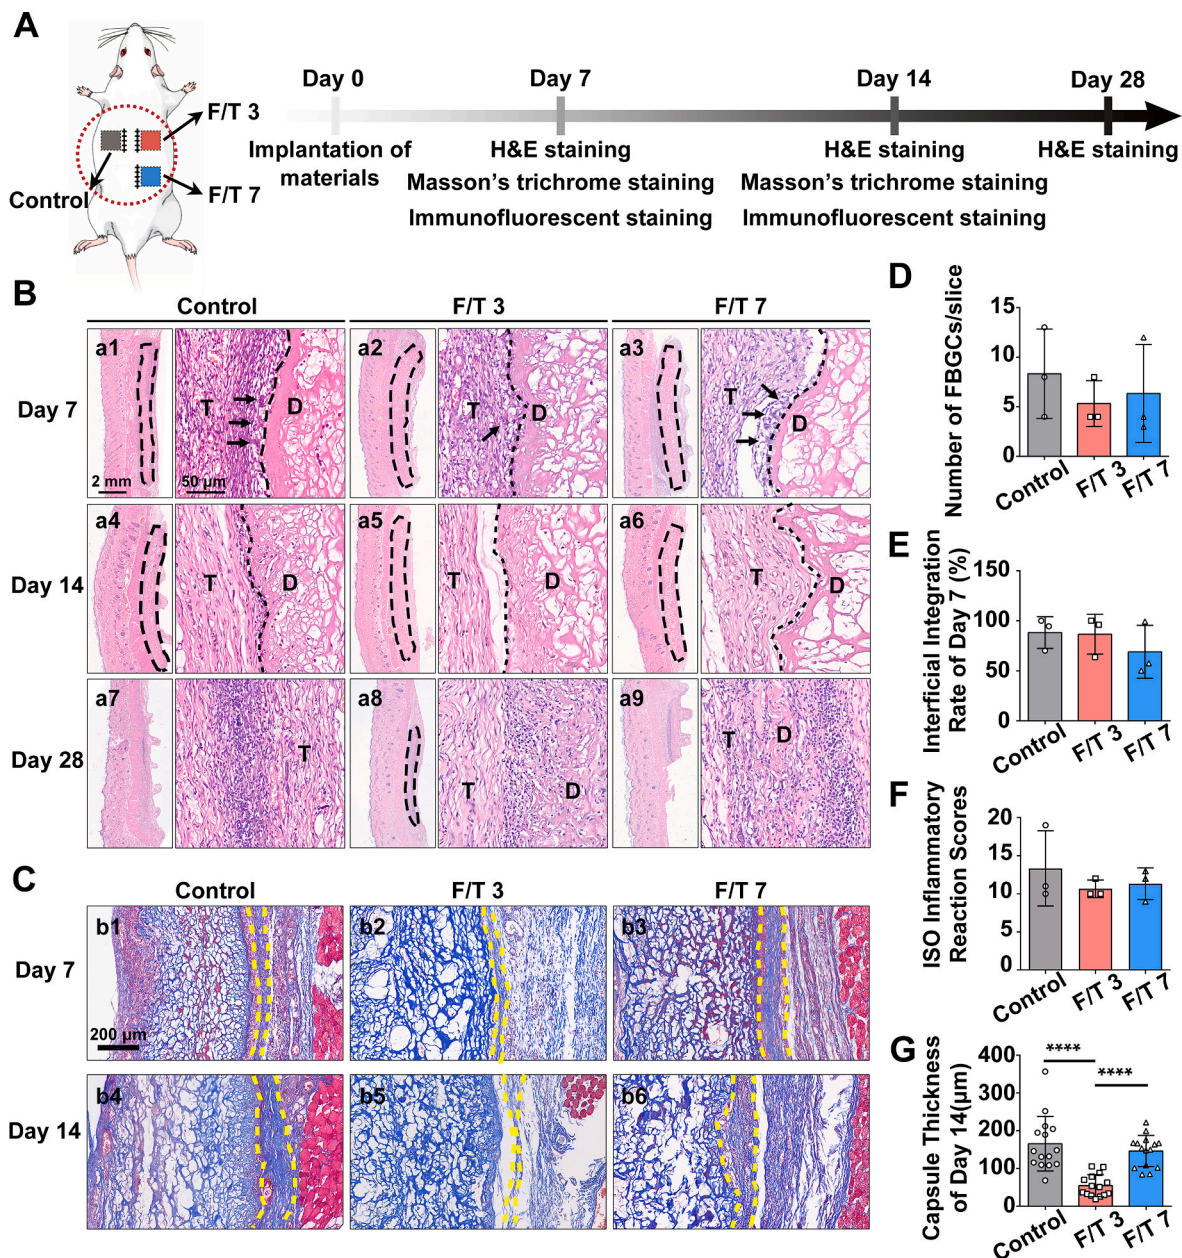 A
F/T 3
F/T 7
Control
Day 0
Day 7
Day 14
Day 28
Implantation of
materials
H&E staining
Masson's trichrome staining
Immunofluorescent staining
H&E staining
Masson's trichrome staining
Immunofluorescent staining
H&E staining
B
Control
F/T 3
F/T 7
Day 7
a1
2 mm
T
D
50 µm
a2
T
D
a3
T
D
Day 14
a4
T
D
a5
T
D
a6
T
D
Day 28
a7
T
a8
T
D
a9
T
D
C
Control
F/T 3
F/T 7
Day 7
b1
200 µm
b2
b3
Day 14
b4
b5
b6
D
Number of FBGCs/slice
15
10
5
0
Control
F/T 3
F/T 7
E
Interficial Integration
Rate of Day 7 (%)
150
100
50
0
Control
F/T 3
F/T 7
F
ISO Inflammatory
Reaction Scores
20
15
10
5
0
Control
F/T 3
F/T 7
G
Capsule Thickness
of Day 14(µm)
400
300
200
100
0
****
****
Control
F/T 3
F/T 7